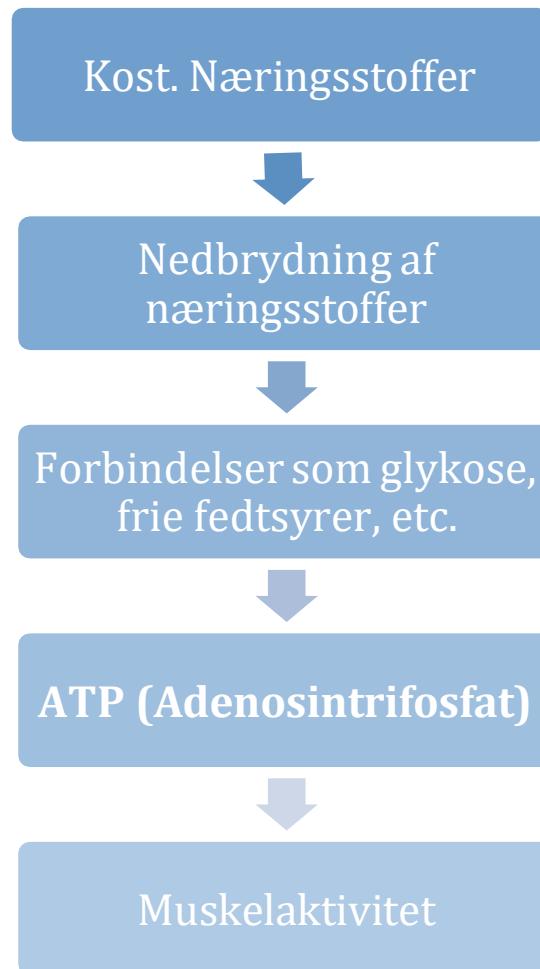 Kost. Næringsstoffer
Nedbrydning af
næringsstoffer
Forbindelser som glykose,
frie fedtsyrer, etc.
ATP (Adenosintrifosfat)
Muskelaktivitet